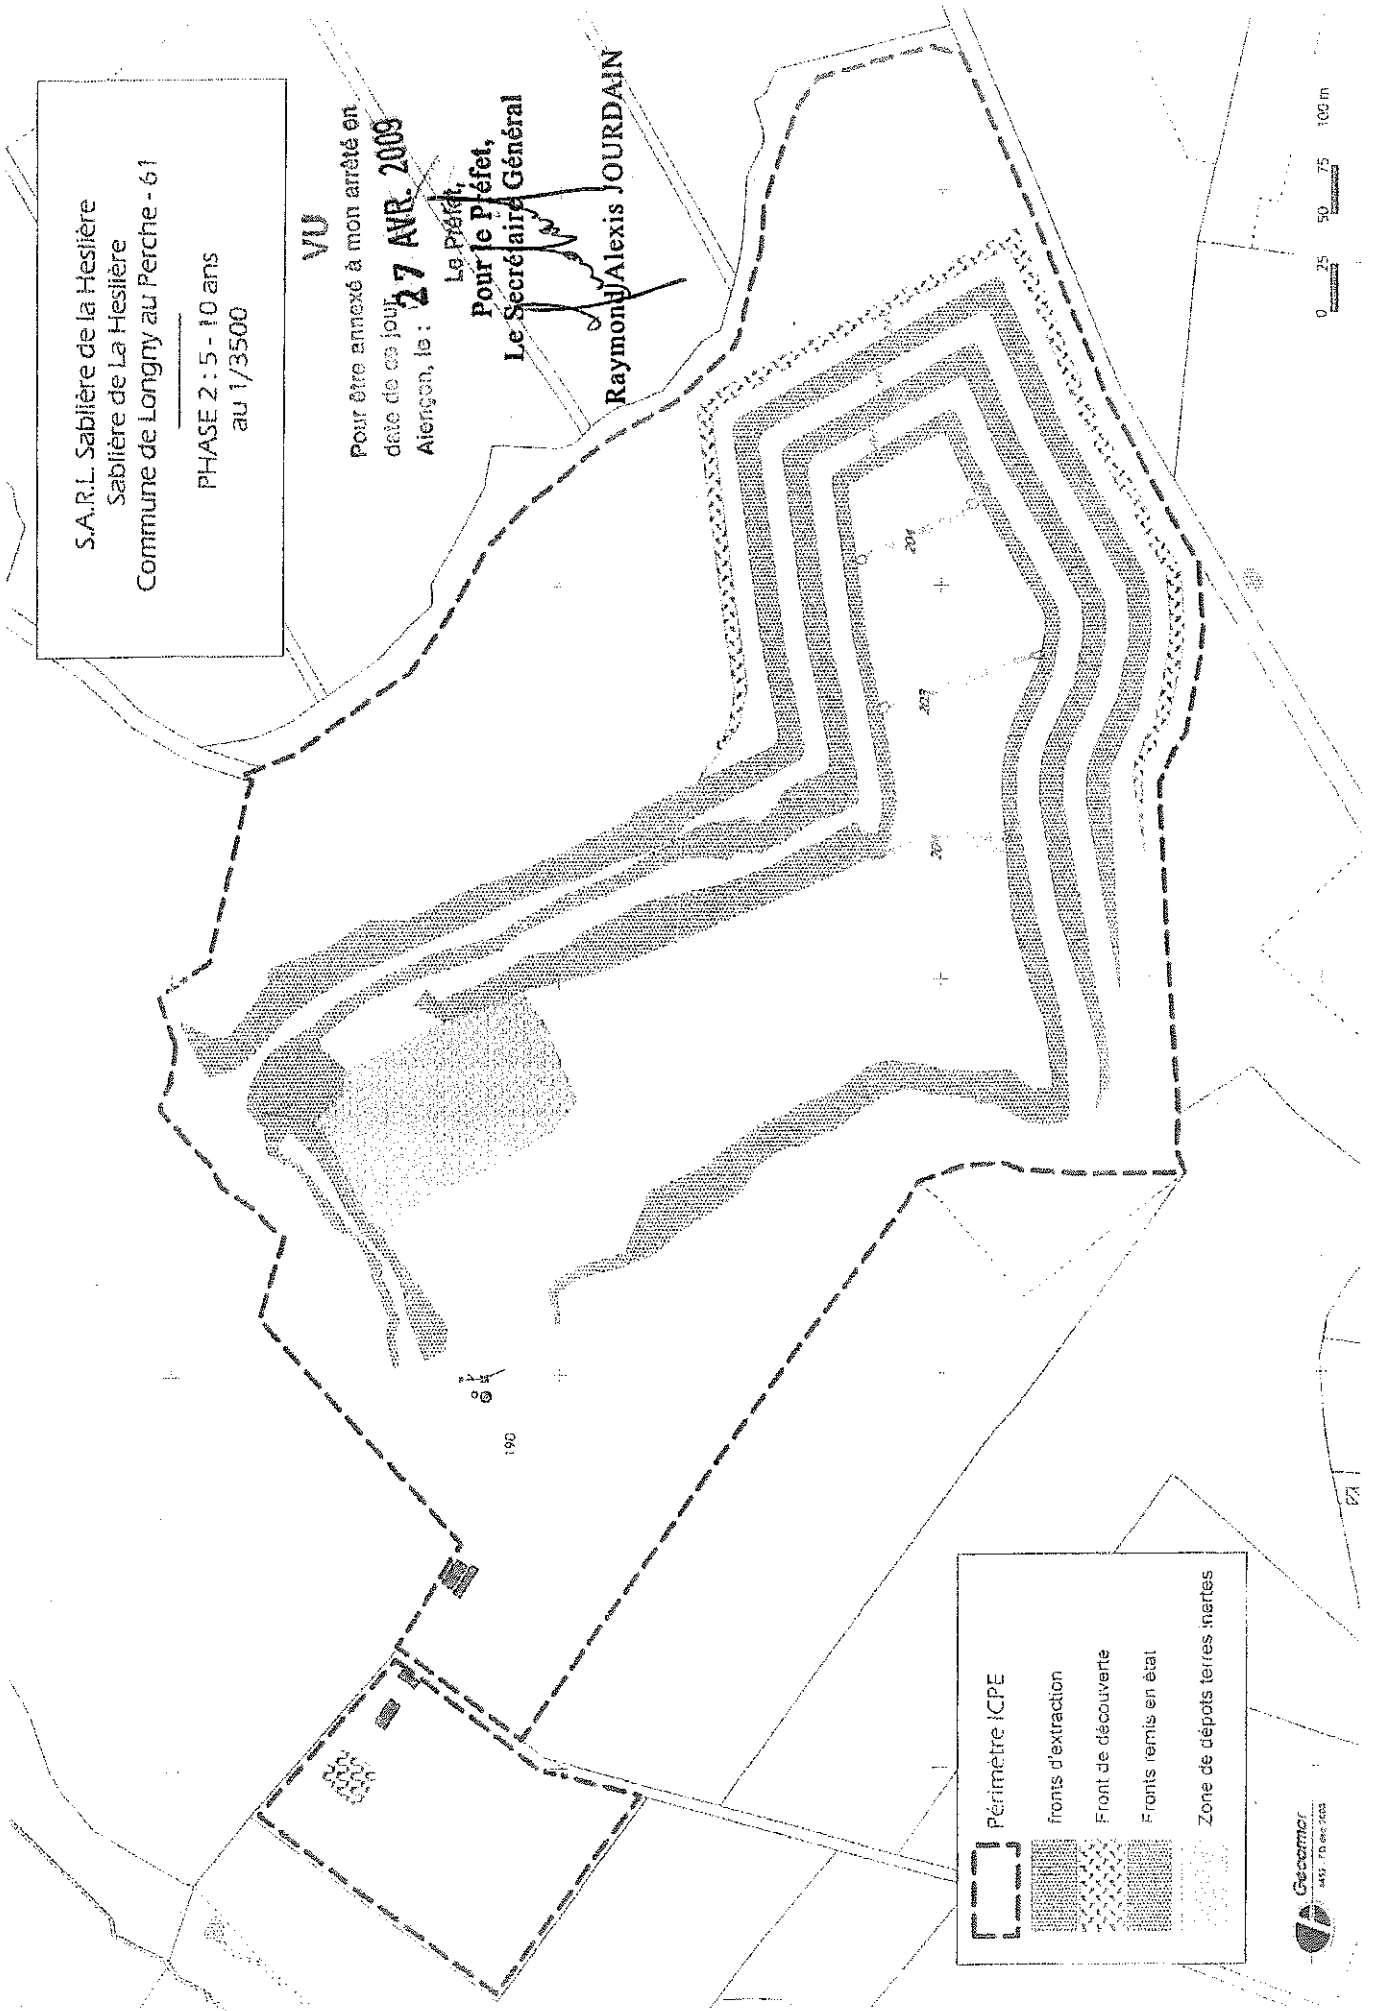 S.A.R.L. Sablière de la Heslière
Sablière de La Heslière
Commune de Longny au Perche - 61
PHASE 2 : 5 - 10 ans
au 1/3500
VU
Pour être annexé à mon arrêté en
date de ce jour
Alençon, le : 27 AVR. 2009
Le Préfet,
Pour le Préfet,
Le Secrétaire Général
Raymond Alexis JOURDAIN
204
201
190
Périmètre ICPE
fronts d'extraction
Front de découverte
Fronts remis en état
Zone de dépots terres inertes
0 25 50 75 100 m
Geoarmor